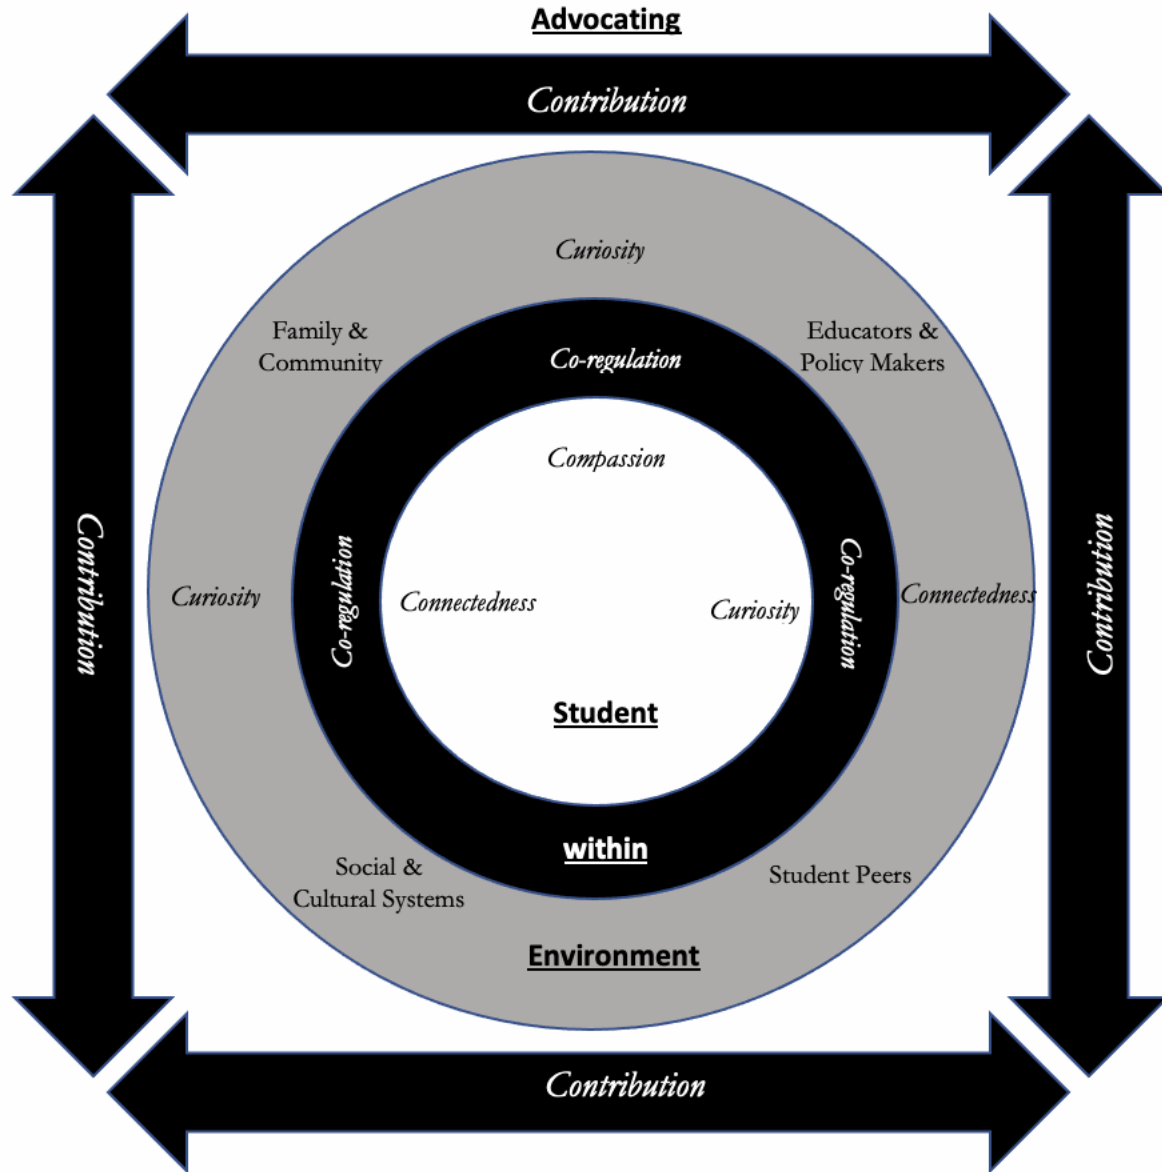 Advocating
Contribution
Curiosity
Family &
Community
Educators &
Policy Makers
Co-regulation
Compassion
Contribution
Curiosity
Co-regulation
Connectedness
Curiosity
Co-regulation
Connectedness
Contribution
Student
within
Social &
Cultural Systems
Student Peers
Environment
Contribution